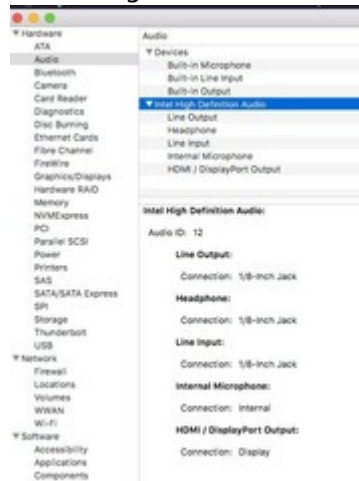 Hardware
ATA
Audio
Bluetooth
Camera
Card Reader
Diagnostics
Disc Burning
Ethernet Cards
Fibre Channel
FireWire
Graphics/Displays
Hardware RAID
Memory
NVMExpress
PCI
Parallel SCSI
Power
Printers
SAS
SATA/SATA Express
SPI
Storage
Thunderbolt
USB
Network
Firewall
Locations
Volumes
WWAN
Wi-Fi
Software
Accessibility
Applications
Components
Audio
Devices
Built-in Microphone
Built-in Line Input
Built-in Output
Intel High Definition Audio
Line Output
Headphone
Line Input
Internal Microphone
HDMI / DisplayPort Output
Intel High Definition Audio:
Audio ID: 12
Line Output:
Connection: 1/8-Inch Jack
Headphone:
Connection: 1/8-Inch Jack
Line Input:
Connection: 1/8-Inch Jack
Internal Microphone:
Connection: Internal
HDMI / DisplayPort Output:
Connection: Display